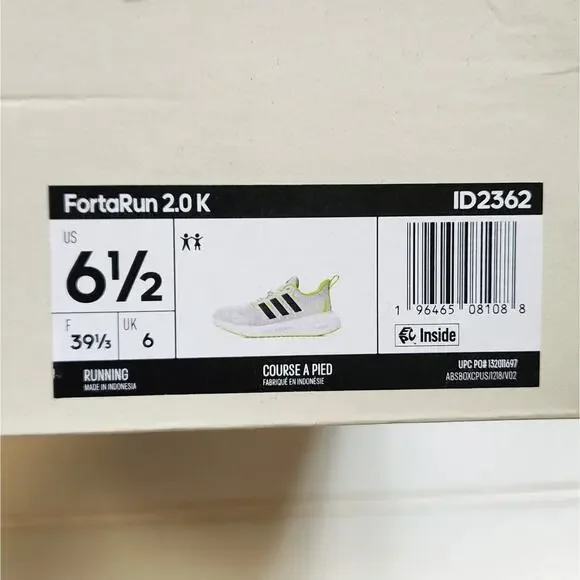 FortaRun 2.0 K
ID2362
US
6½
F
39⅓
UK
6
1 96465 08108 8
Inside
RUNNING
MADE IN INDONESIA
COURSE A PIED
FABRIQUÉ EN INDONÉSIE
UPC PO# 132011697
ABSBOXCPUS/1218/V02